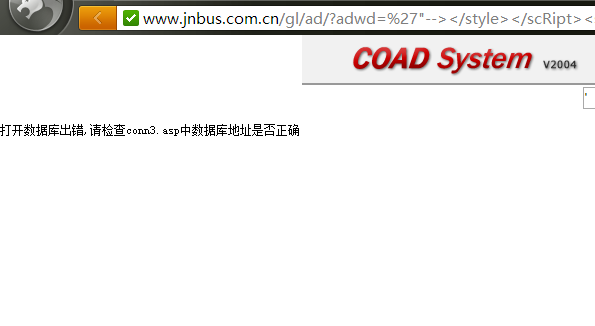 www.jnbus.com.cn/gl/ad/?adwd=%27"--></style></scRipt><
COAD System V2004
打开数据库出错,请检查conn3.asp中数据库地址是否正确